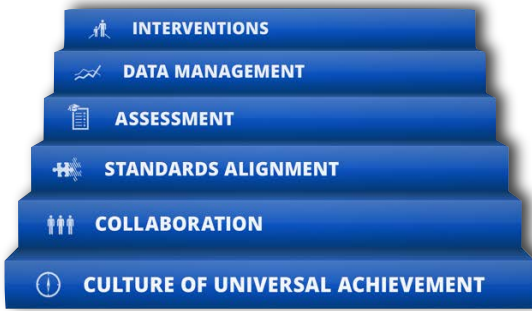 INTERVENTIONS
DATA MANAGEMENT
ASSESSMENT
STANDARDS ALIGNMENT
COLLABORATION
CULTURE OF UNIVERSAL ACHIEVEMENT